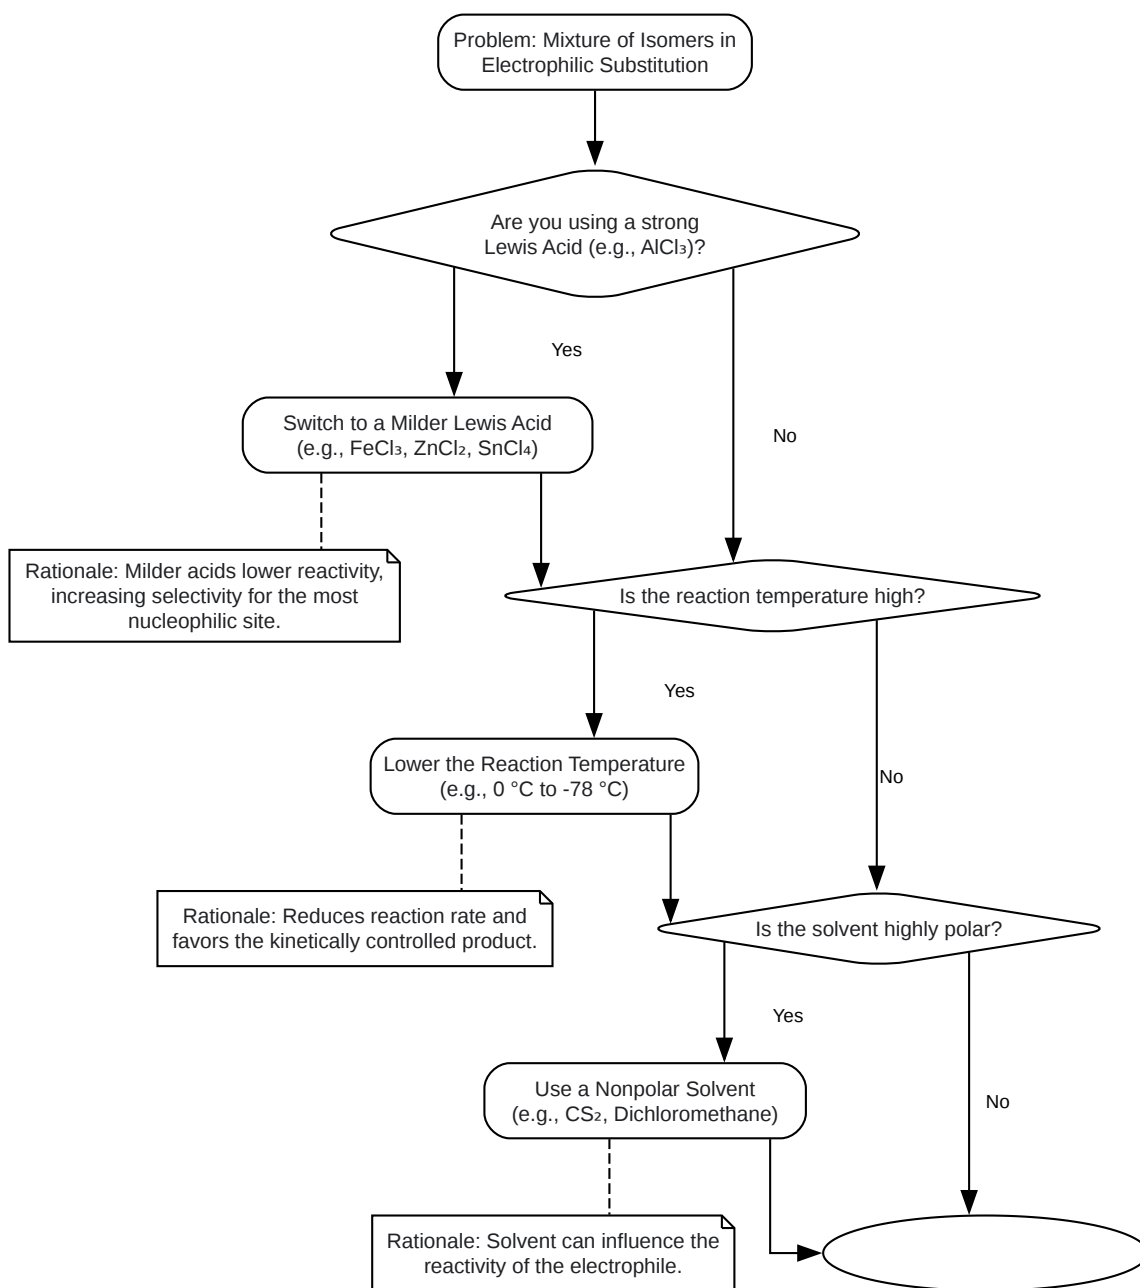 Problem: Mixture of Isomers in
Electrophilic Substitution
Are you using a strong
Lewis Acid (e.g., AlCl₃)?
Yes
Switch to a Milder Lewis Acid
(e.g., FeCl₃, ZnCl₂, SnCl₄)
No
Rationale: Milder acids lower reactivity,
increasing selectivity for the most
nucleophilic site.
Is the reaction temperature high?
Yes
Lower the Reaction Temperature
(e.g., 0 °C to -78 °C)
No
Rationale: Reduces reaction rate and
favors the kinetically controlled product.
Is the solvent highly polar?
Yes
Use a Nonpolar Solvent
(e.g., CS₂, Dichloromethane)
No
Rationale: Solvent can influence the
reactivity of the electrophile.